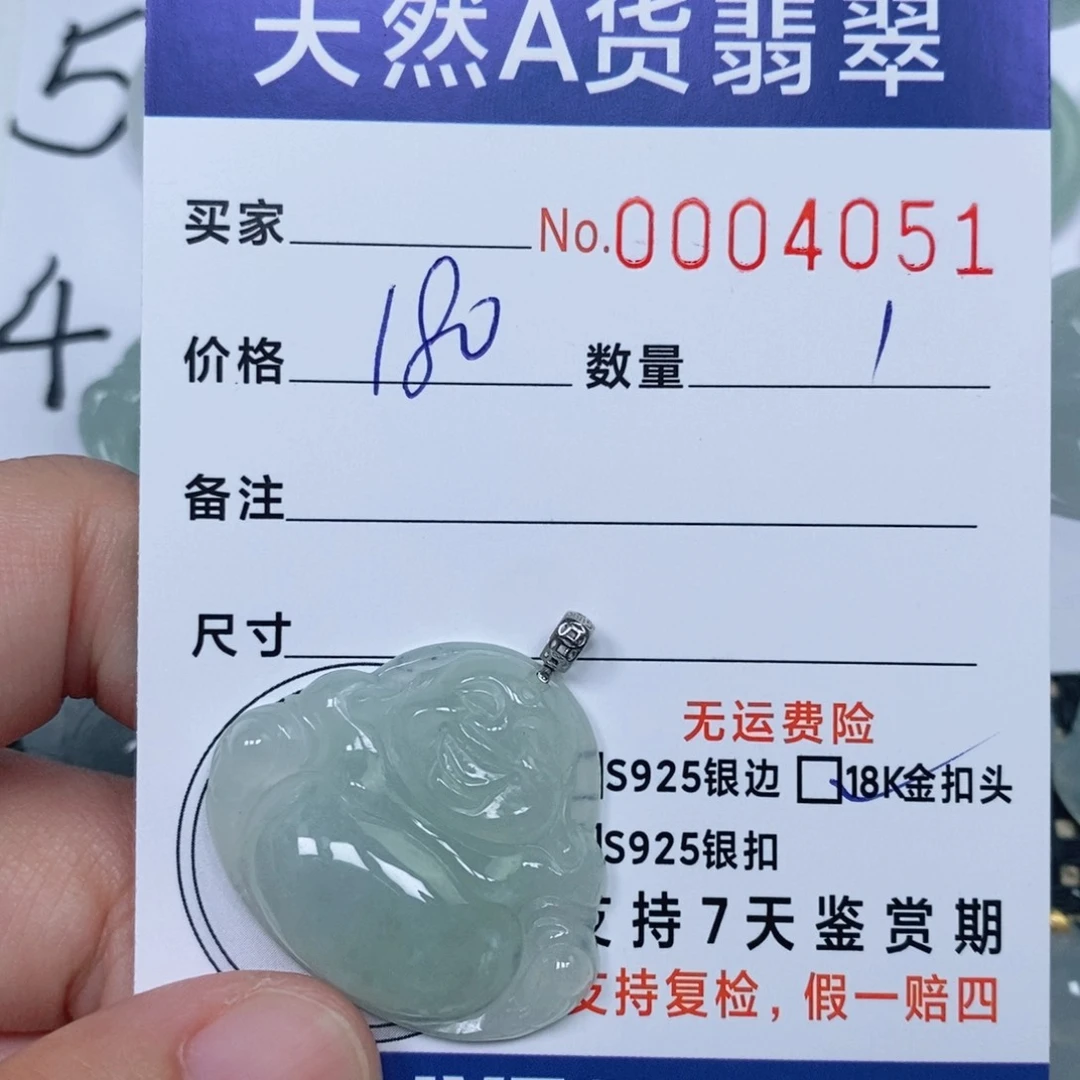 天然A货翡翠
5
买家 No.0004051
4
价格 180 数量 1
备注
尺寸
无运费险
S925银边 18K金扣头
S925银扣
支持7天鉴赏期
支持复检，假一赔四